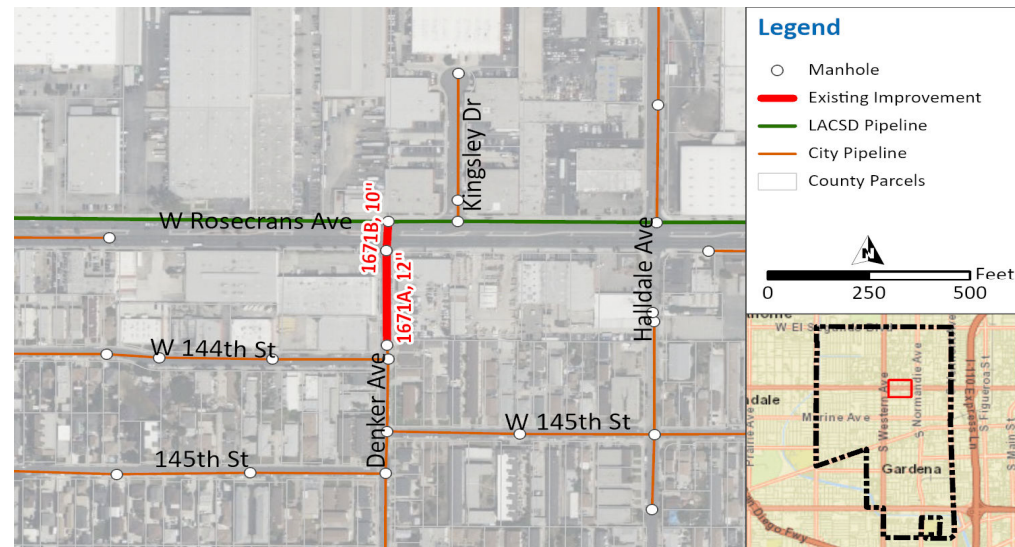 Kingsley Dr
W Rosecrans Ave
1671B, 10"
1671A, 12"
Halldale Ave
W 144th St
Denker Ave
W 145th St
145th St
Legend
Manhole
Existing Improvement
LACSD Pipeline
City Pipeline
County Parcels
N
Feet
0 250 500
W El
S Western Ave
S Normandie Ave
I-110 Express Ln
S Figueroa St
S Main St
Prairie Ave
Marine Ave
ndale
Gardena
Diego Fwy